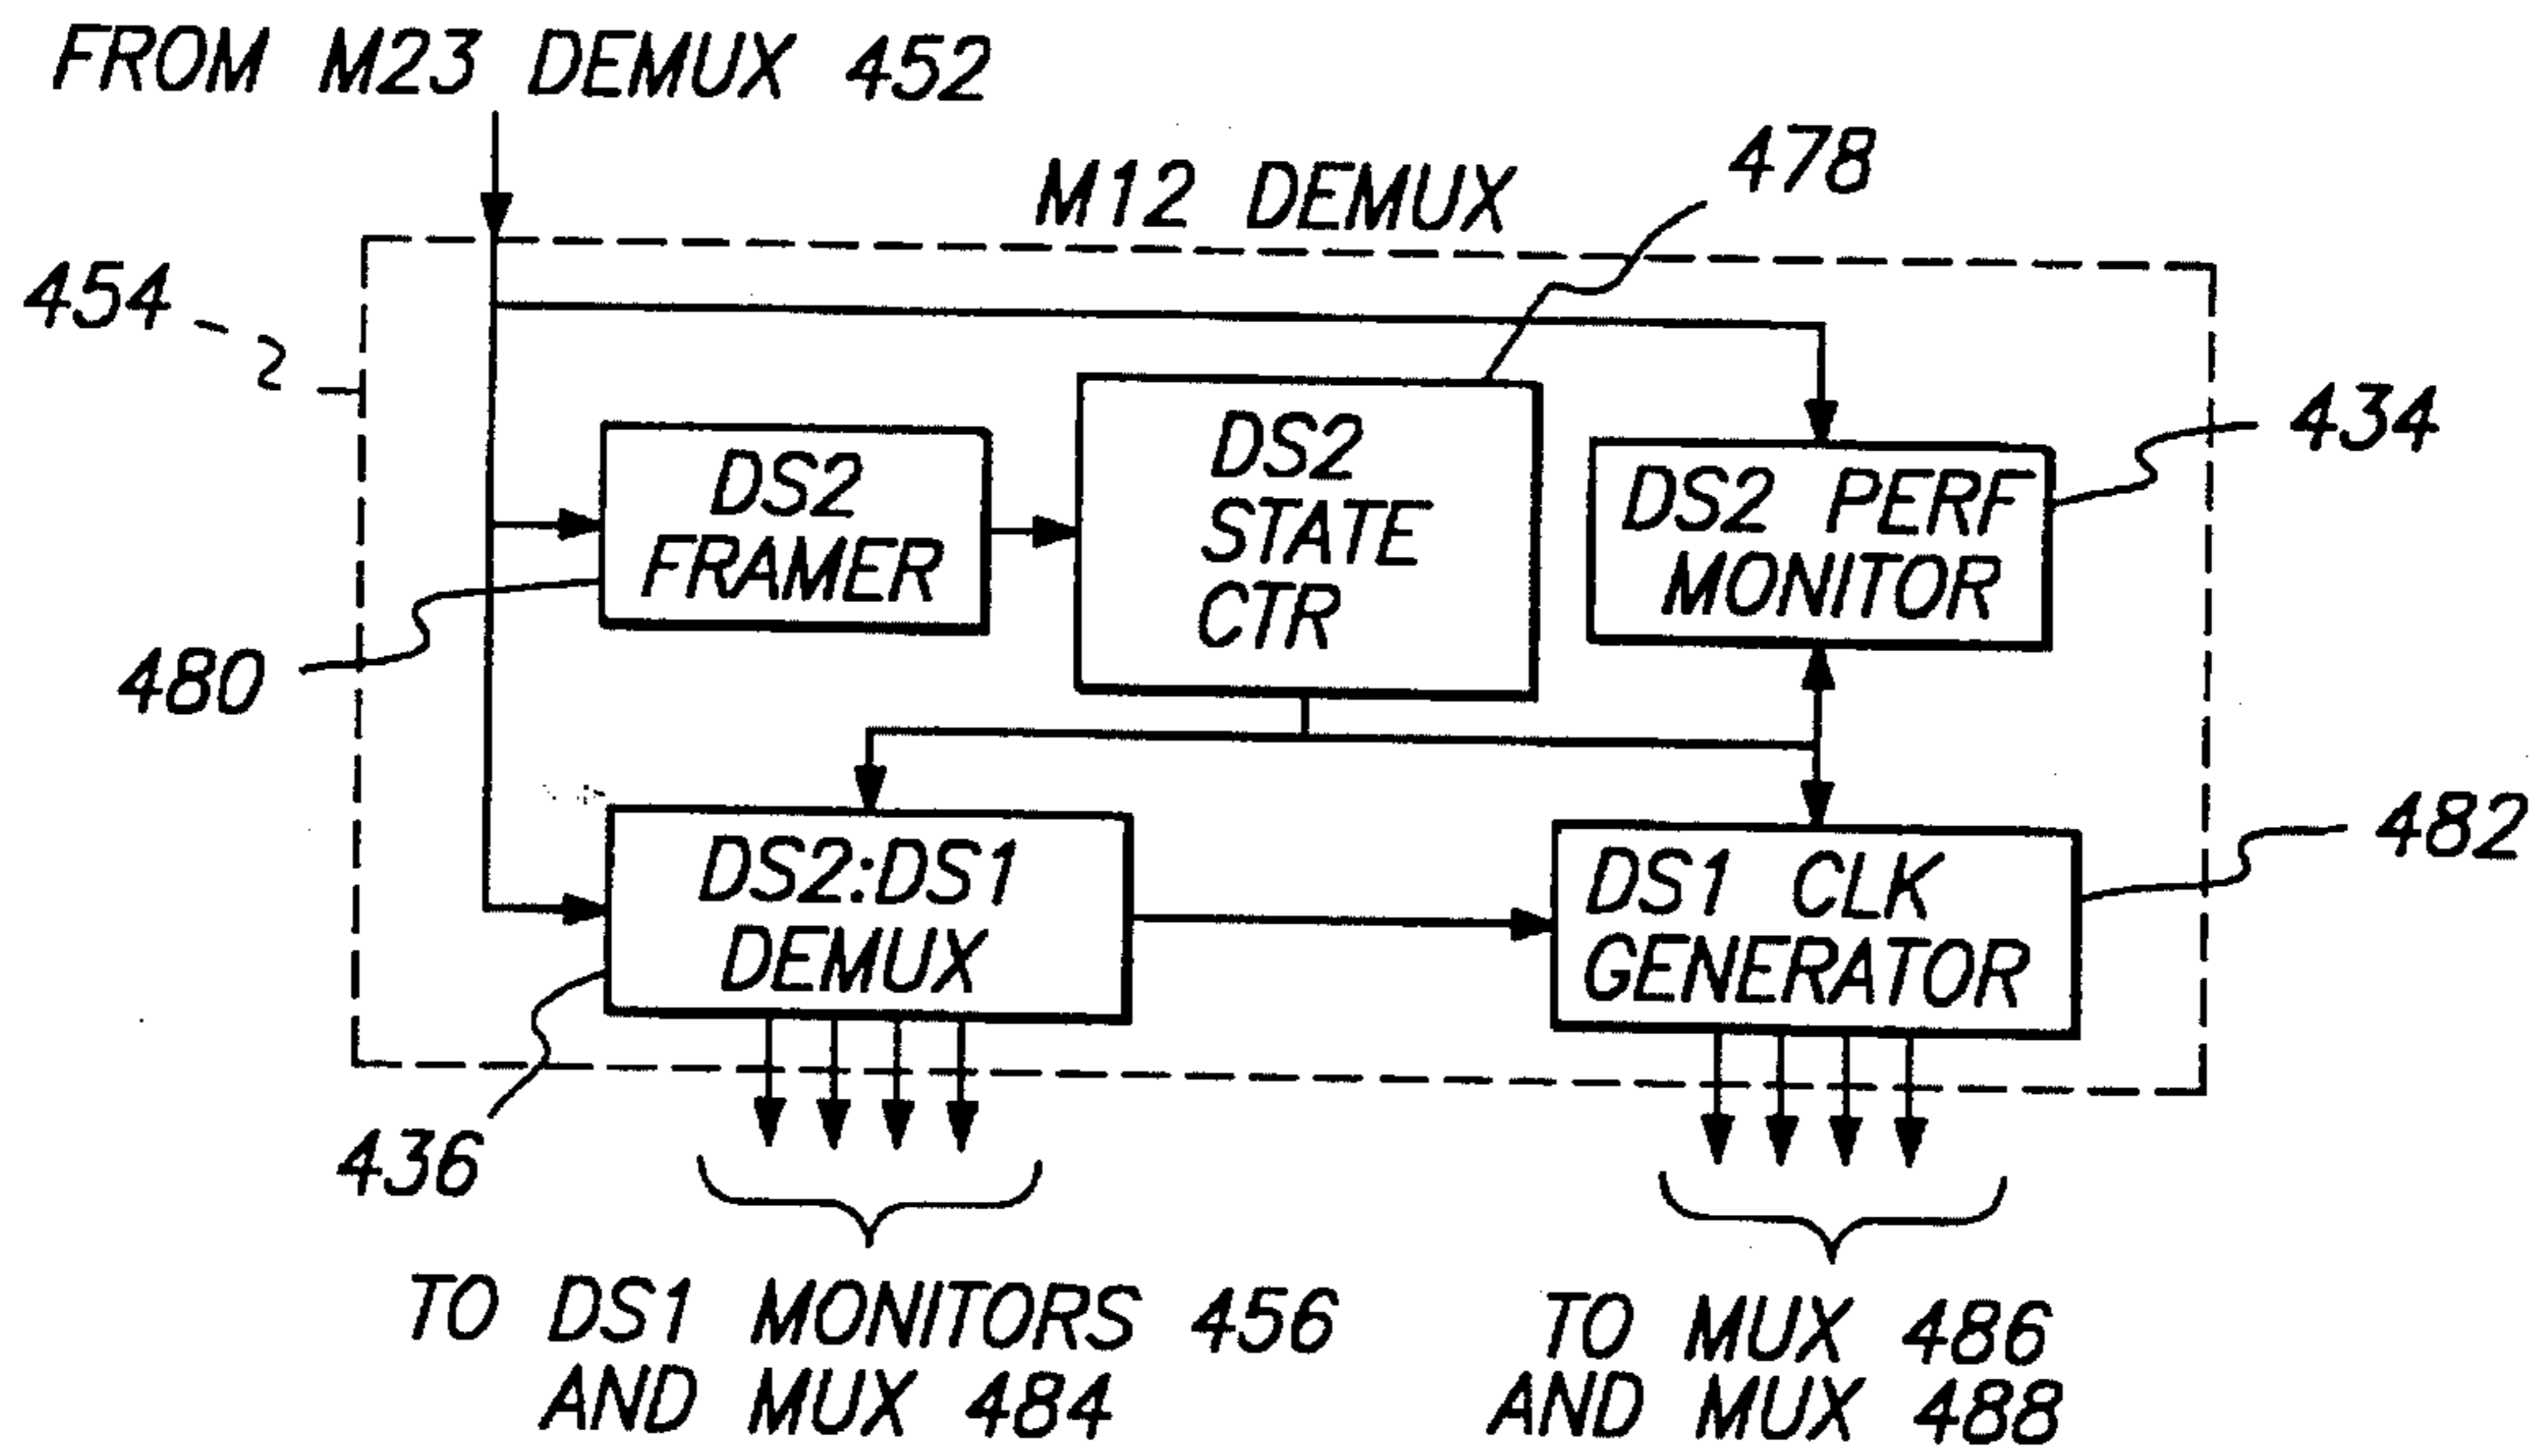 FROM M23 DEMUX 452
M12 DEMUX
478
454
434
DS2
FRAMER
DS2
STATE
CTR
DS2 PERF
MONITOR
480
482
DS2:DS1
DEMUX
DS1 CLK
GENERATOR
436
TO DS1 MONITORS 456
AND MUX 484
TO MUX 486
AND MUX 488